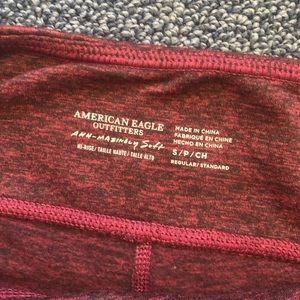 AMERICAN EAGLE
OUTFITTERS
AHH-MAZINGLY Soft
HI-RISE / TAILLE HAUTE / TALLE ALTO
MADE IN CHINA
FABRIQUÉ EN CHINE
HECHO EN CHINA
S/P/CH
REGULAR/STANDARD